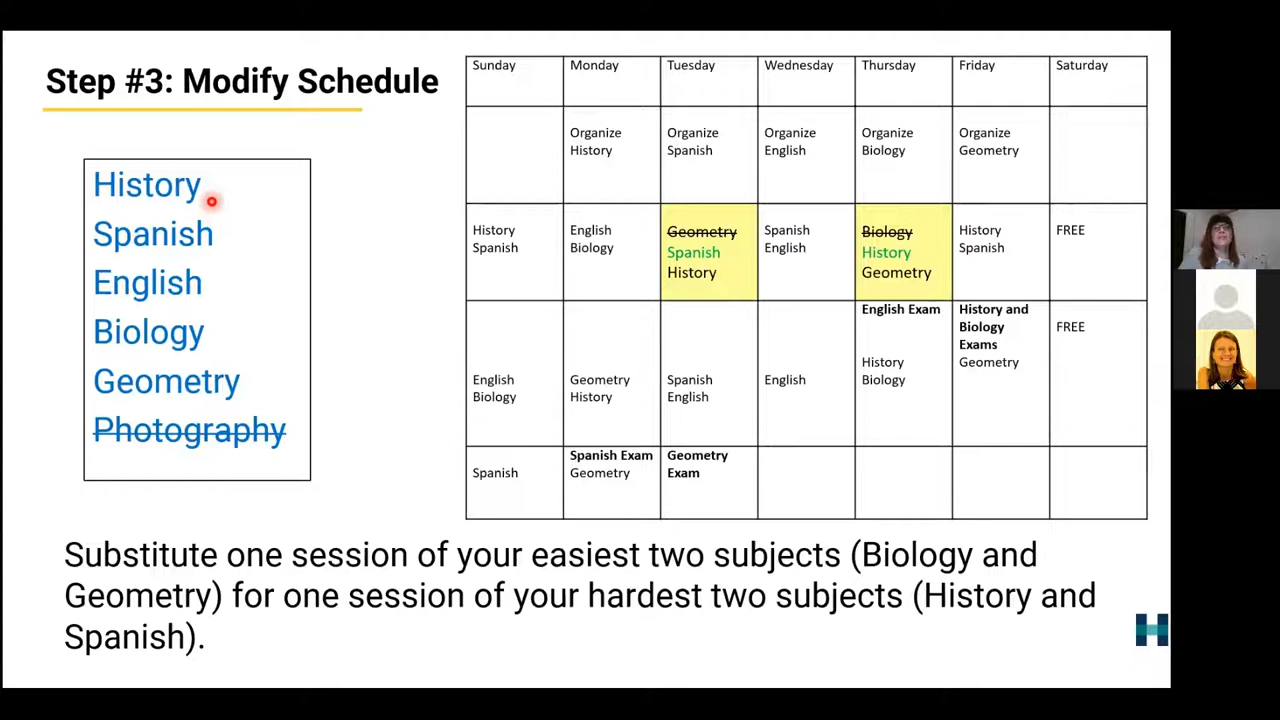 Step #3: Modify Schedule
History
Spanish
English
Biology
Geometry
Photography
Sunday Monday Tuesday Wednesday Thursday Friday Saturday
Organize Organize Organize Organize Organize
History Spanish English Biology Geometry
History English Geometry Spanish Biology History FREE
Spanish Biology Spanish English History Spanish
History Geometry
English Exam History and
Biology FREE
Exams
History Geometry
English Geometry Spanish English Biology
Biology History English
Spanish Exam Geometry
Spanish Geometry Exam
Substitute one session of your easiest two subjects (Biology and
Geometry) for one session of your hardest two subjects (History and
Spanish).
H